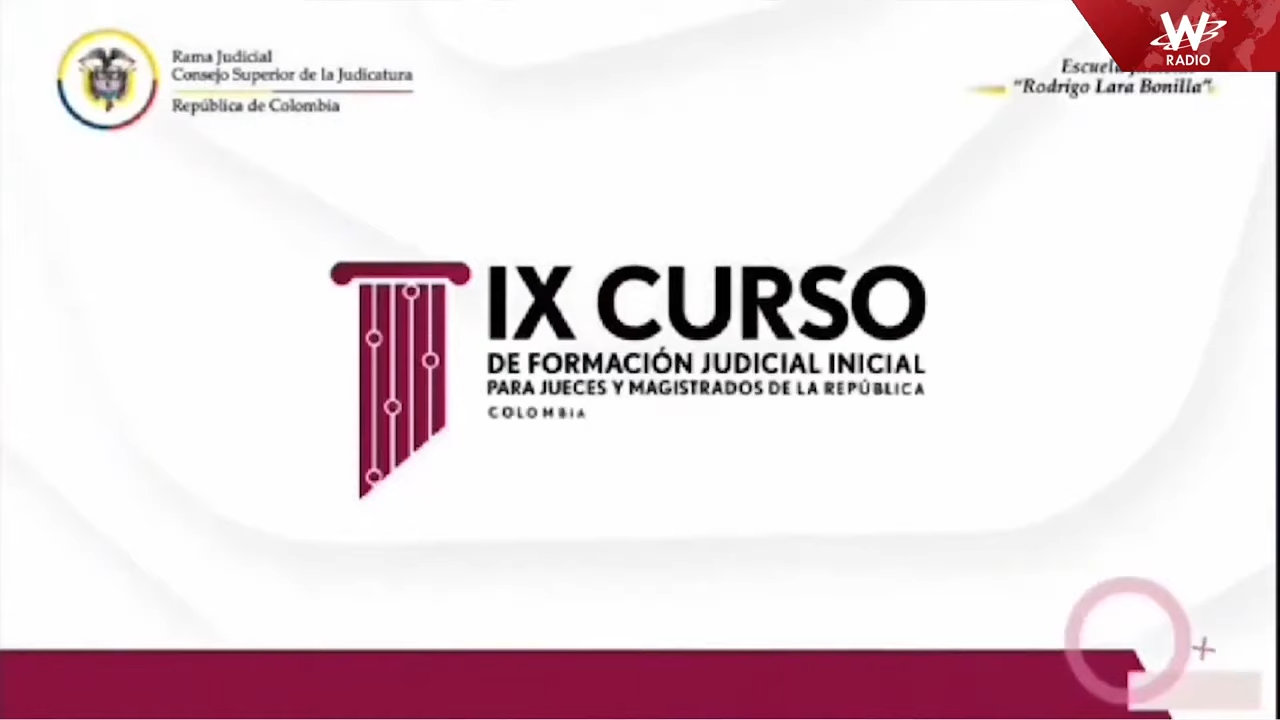 Rama Judicial
Consejo Superior de la Judicatura
República de Colombia
W
RADIO
Escuela
"Rodrigo Lara Bonilla"
IX CURSO
DE FORMACIÓN JUDICIAL INICIAL
PARA JUECES Y MAGISTRADOS DE LA REPÚBLICA
COLOMBIA